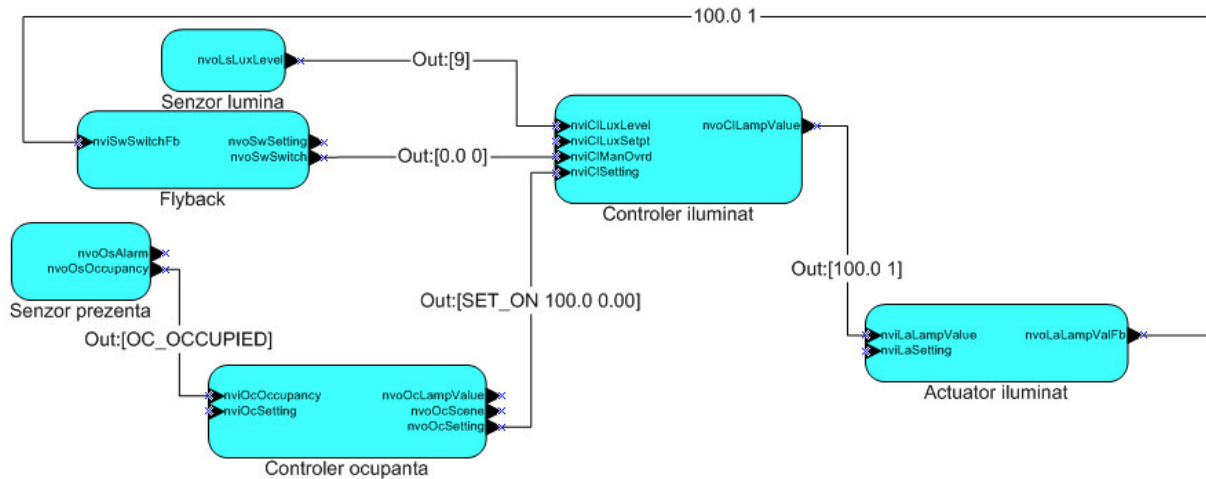 100.0 1
nvoLsLuxLevel
Out:[9]
Senzor lumina
nviSwSwitchFb
nvoSwSetting
nvoSwSwitch
Out:[0.0 0]
Flyback
nviClLuxLevel
nvoClLampValue
nviClLuxSetpt
nviClManOvrd
nviClSetting
Controler iluminat
nvoOsAlarm
nvoOsOccupancy
Senzor prezenta
Out:[OC_OCCUPIED]
Out:[SET_ON 100.0 0.00]
Out:[100.0 1]
nviLaLampValue
nvoLaLampValFb
nviLaSetting
Actuator iluminat
nviOcOccupancy
nvoOcLampValue
nviOcSetting
nvoOcScene
nvoOcSetting
Controler ocupanta